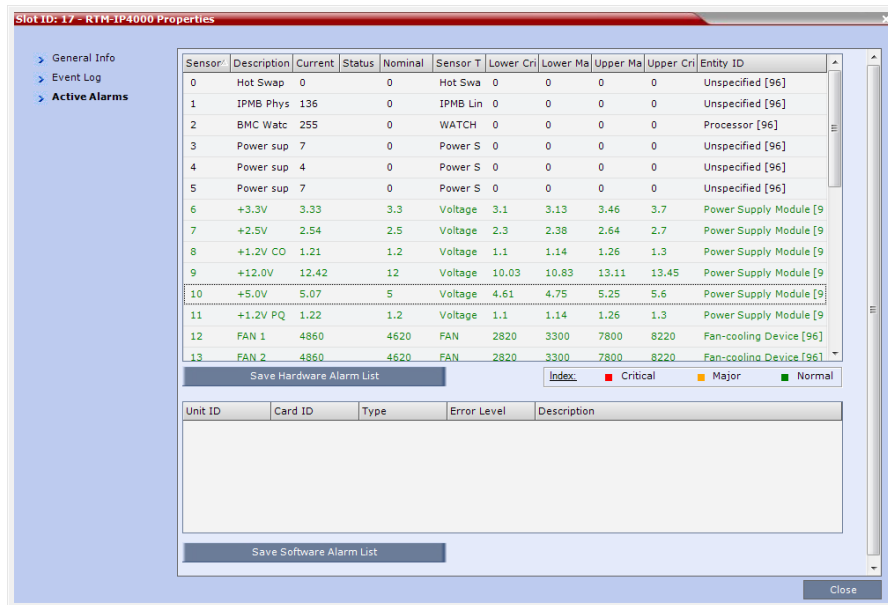 Slot ID: 17 - RTM-IP4000 Properties
General Info
Event Log
Active Alarms
Sensor Description Current Status Nominal Sensor T Lower Cri Lower Ma Upper Ma Upper Cri Entity ID
0 Hot Swap 0 0 Hot Swa 0 0 0 0 Unspecified [96]
1 IPMB Phys 136 0 IPMB Lin 0 0 0 0 Unspecified [96]
2 BMC Watc 255 0 WATCH 0 0 0 0 Processor [96]
3 Power sup 7 0 Power S 0 0 0 0 Unspecified [96]
4 Power sup 4 0 Power S 0 0 0 0 Unspecified [96]
5 Power sup 7 0 Power S 0 0 0 0 Unspecified [96]
6 +3.3V 3.33 3.3 Voltage 3.1 3.13 3.46 3.7 Power Supply Module [9
7 +2.5V 2.54 2.5 Voltage 2.3 2.38 2.64 2.7 Power Supply Module [9
8 +1.2V CO 1.21 1.2 Voltage 1.1 1.14 1.26 1.3 Power Supply Module [9
9 +12.0V 12.42 12 Voltage 10.03 10.83 13.11 13.45 Power Supply Module [9
10 +5.0V 5.07 5 Voltage 4.61 4.75 5.25 5.6 Power Supply Module [9
11 +1.2V PQ 1.22 1.2 Voltage 1.1 1.14 1.26 1.3 Power Supply Module [9
12 FAN 1 4860 4620 FAN 2820 3300 7800 8220 Fan-cooling Device [96]
13 FAN 2 4860 4620 FAN 2820 3300 7800 8220 Fan-cooling Device [96]
Save Hardware Alarm List
Index: Critical Major Normal
Unit ID Card ID Type Error Level Description
Save Software Alarm List
Close